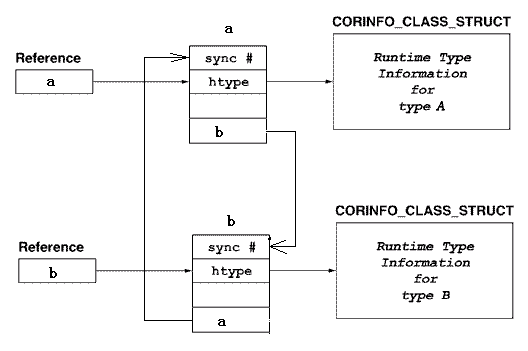 a
CORINFO_CLASS_STRUCT
Reference
a
sync #
htype
b
Runtime Type
Information
for
type A
b
CORINFO_CLASS_STRUCT
Reference
b
sync #
htype
a
Runtime Type
Information
for
type B